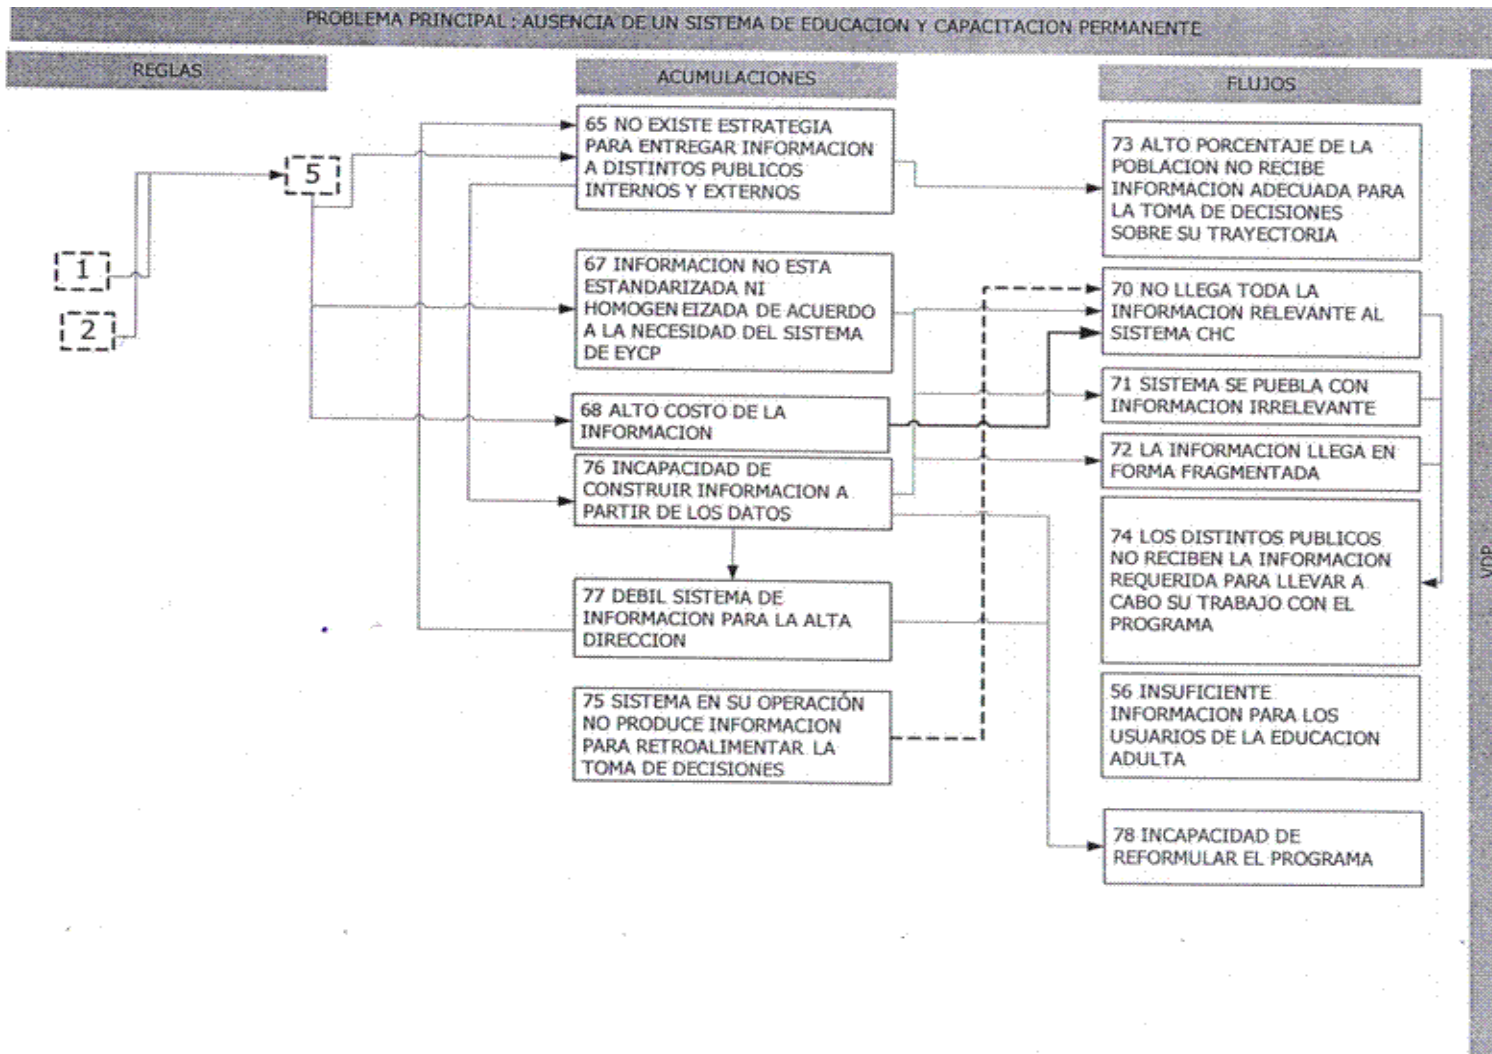 PROBLEMA PRINCIPAL : AUSENCIA DE UN SISTEMA DE EDUCACION Y CAPACITACION PERMANENTE
REGLAS
ACUMULACIONES
FLUJOS
1
2
5
65 NO EXISTE ESTRATEGIA
PARA ENTREGAR INFORMACION
A DISTINTOS PUBLICOS
INTERNOS Y EXTERNOS
67 INFORMACION NO ESTA
ESTANDARIZADA NI
HOMOGENEIZADA DE ACUERDO
A LA NECESIDAD DEL SISTEMA
DE EYCP
68 ALTO COSTO DE LA
INFORMACION
76 INCAPACIDAD DE
CONSTRUIR INFORMACION A
PARTIR DE LOS DATOS
77 DEBIL SISTEMA DE
INFORMACION PARA LA ALTA
DIRECCION
75 SISTEMA EN SU OPERACIÓN
NO PRODUCE INFORMACION
PARA RETROALIMENTAR LA
TOMA DE DECISIONES
73 ALTO PORCENTAJE DE LA
POBLACION NO RECIBE
INFORMACION ADECUADA PARA
LA TOMA DE DECISIONES
SOBRE SU TRAYECTORIA
70 NO LLEGA TODA LA
INFORMACION RELEVANTE AL
SISTEMA CHC
71 SISTEMA SE PUEBLA CON
INFORMACION IRRELEVANTE
72 LA INFORMACION LLEGA EN
FORMA FRAGMENTADA
74 LOS DISTINTOS PUBLICOS
NO RECIBEN LA INFORMACION
REQUERIDA PARA LLEVAR A
CABO SU TRABAJO CON EL
PROGRAMA
56 INSUFICIENTE
INFORMACION PARA LOS
USUARIOS DE LA EDUCACION
ADULTA
78 INCAPACIDAD DE
REFORMULAR EL PROGRAMA
VDP